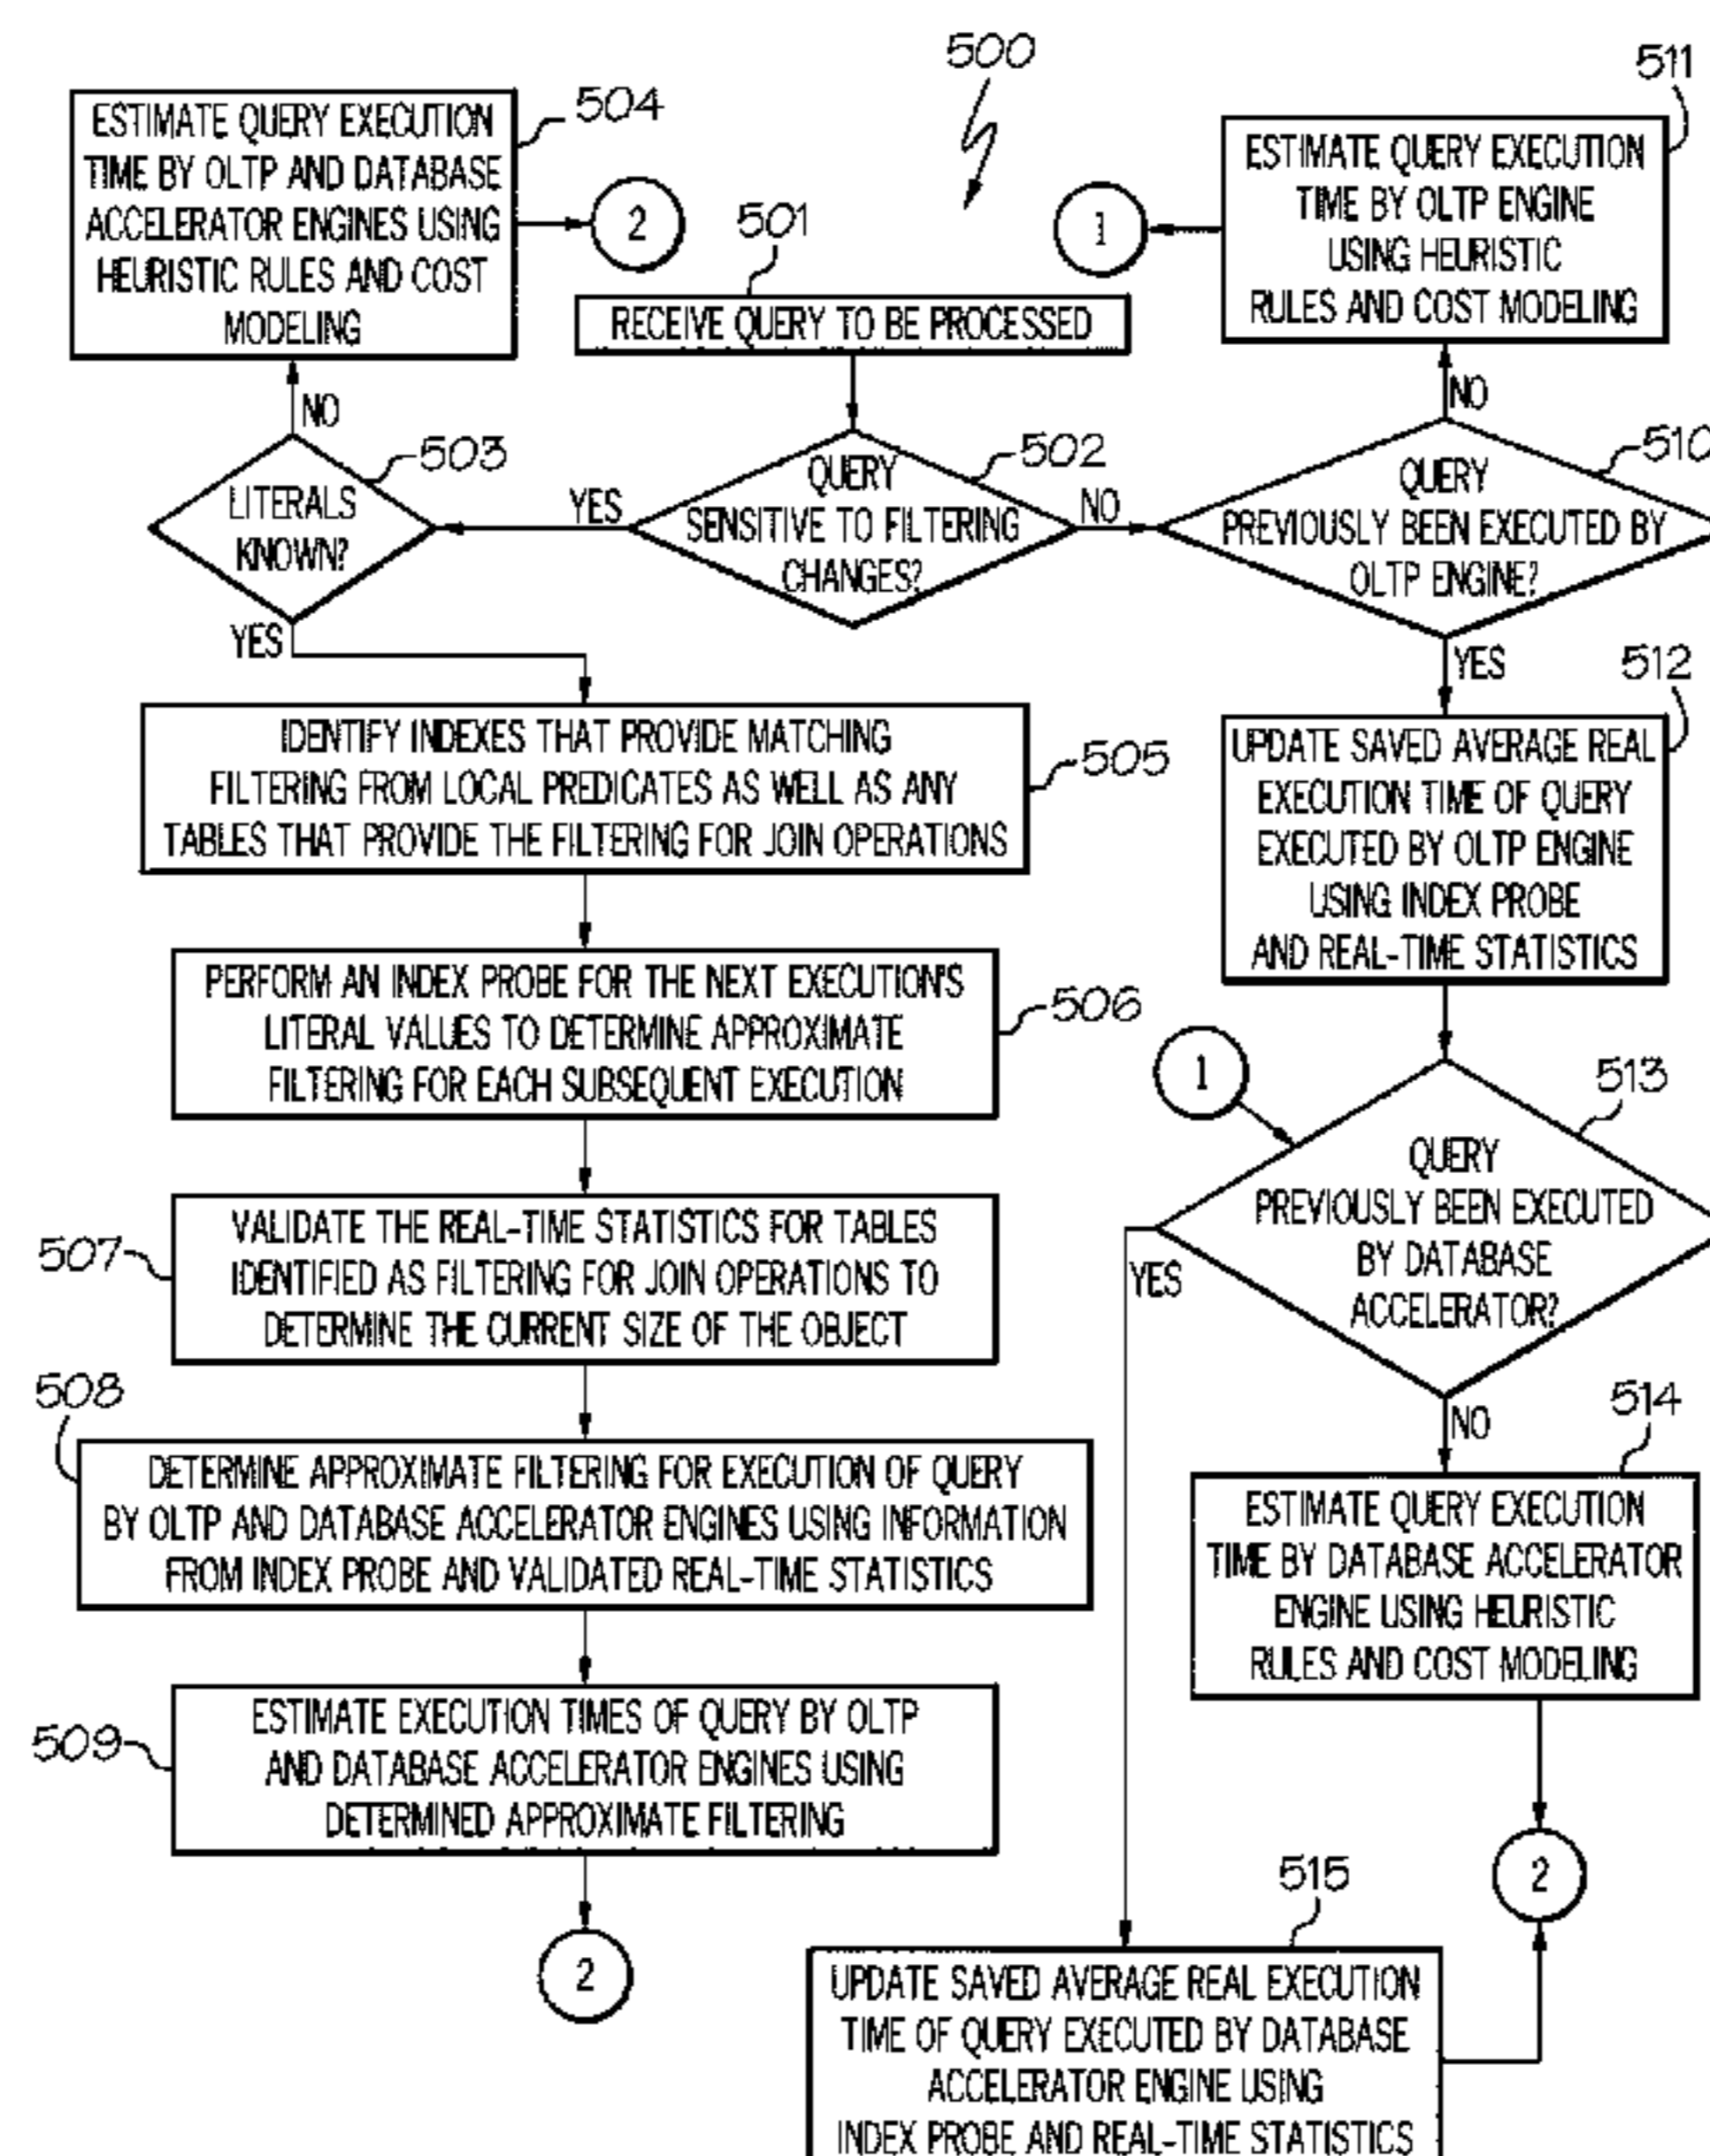 500
504
ESTIMATE QUERY EXECUTION
TIME BY OLTP AND DATABASE
ACCELERATOR ENGINES USING
HEURISTIC RULES AND COST
MODELING
2
501
RECEIVE QUERY TO BE PROCESSED
511
ESTIMATE QUERY EXECUTION
TIME BY OLTP ENGINE
USING HEURISTIC
RULES AND COST MODELING
1
NO
503
LITERALS
KNOWN?
YES
502
QUERY
SENSITIVE TO FILTERING
CHANGES?
YES
NO
NO
510
QUERY
PREVIOUSLY BEEN EXECUTED BY
OLTP ENGINE?
YES
IDENTIFY INDEXES THAT PROVIDE MATCHING
FILTERING FROM LOCAL PREDICATES AS WELL AS ANY
TABLES THAT PROVIDE THE FILTERING FOR JOIN OPERATIONS
505
PERFORM AN INDEX PROBE FOR THE NEXT EXECUTION'S
LITERAL VALUES TO DETERMINE APPROXIMATE
FILTERING FOR EACH SUBSEQUENT EXECUTION
506
507
VALIDATE THE REAL-TIME STATISTICS FOR TABLES
IDENTIFIED AS FILTERING FOR JOIN OPERATIONS TO
DETERMINE THE CURRENT SIZE OF THE OBJECT
508
DETERMINE APPROXIMATE FILTERING FOR EXECUTION OF QUERY
BY OLTP AND DATABASE ACCELERATOR ENGINES USING INFORMATION
FROM INDEX PROBE AND VALIDATED REAL-TIME STATISTICS
509
ESTIMATE EXECUTION TIMES OF QUERY BY OLTP
AND DATABASE ACCELERATOR ENGINES USING
DETERMINED APPROXIMATE FILTERING
2
512
UPDATE SAVED AVERAGE REAL
EXECUTION TIME OF QUERY
EXECUTED BY OLTP ENGINE
USING INDEX PROBE
AND REAL-TIME STATISTICS
1
513
QUERY
PREVIOUSLY BEEN EXECUTED
BY DATABASE
ACCELERATOR?
YES
NO
514
ESTIMATE QUERY EXECUTION
TIME BY DATABASE ACCELERATOR
ENGINE USING HEURISTIC
RULES AND COST MODELING
2
515
UPDATE SAVED AVERAGE REAL EXECUTION
TIME OF QUERY EXECUTED BY DATABASE
ACCELERATOR ENGINE USING
INDEX PROBE AND REAL-TIME STATISTICS